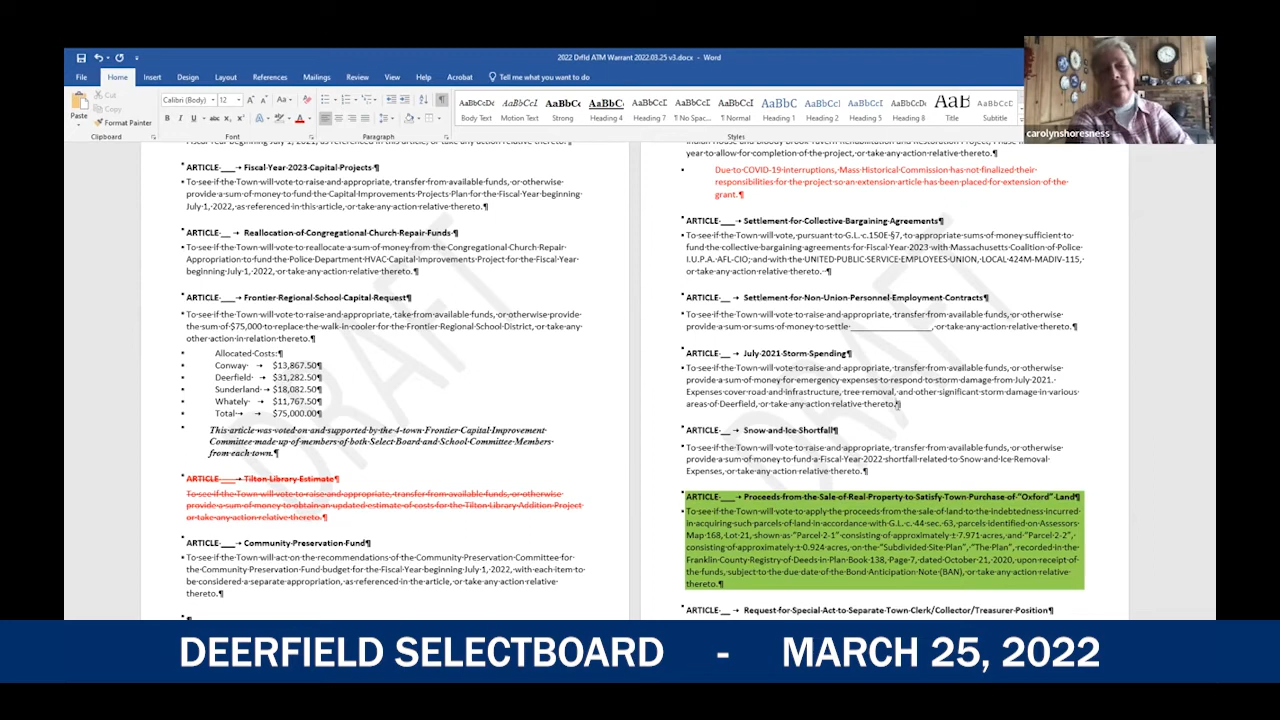 2022 Drfld ATM Warrant 2022.03.25 v3.docx - Word
File Home Insert Design Layout References Mailings Review View Help Acrobat Tell me what you want to do
Paste
Cut
Copy
Format Painter
Calibri (Body) 12
Clipboard Font Paragraph Styles
Body Text Emphasis Strong Heading 4 Heading 7 ¶ No Spac... ¶ Normal Heading 1 Heading 2 Heading 5 Heading 8 Title Subtitle
carolynshoresness
ARTICLE ___ Fiscal Year 2023 Capital Projects ¶
To see if the Town will vote to raise and appropriate, transfer from available funds, or otherwise
provide a sum of money to fund the Capital Improvements Projects Plan for the Fiscal Year beginning
July 1, 2022, as referenced in this article, or take any action relative thereto.¶
ARTICLE ___ Reallocation of Congregational Church Repair Funds ¶
To see if the Town will vote to reallocate a sum of money from the Congregational Church Repair
Appropriation to fund the Police Department HVAC Capital Improvements Project for the Fiscal Year
beginning July 1, 2022, or take any action relative thereto.¶
ARTICLE ___ Frontier Regional School Capital Request¶
To see if the Town will vote to raise and appropriate, take from available funds, or otherwise provide
the sum of $75,000 to replace the walk-in cooler for the Frontier Regional School District, or take any
other action in relation thereto.¶
Allocated Costs:¶
Conway → $13,867.50¶
Deerfield → $31,282.50¶
Sunderland → $18,082.50¶
Whately → $11,767.50¶
Total → → $75,000.00¶
This article was voted on and supported by the 4-town Frontier Capital Improvement
Committee made up of members of both Select Board and School Committee Members
from each town.¶
ARTICLE ___ Tilton Library Estimate¶
To see if the Town will vote to raise and appropriate, transfer from available funds, or otherwise
provide a sum of money to obtain an updated estimate of costs for the Tilton Library Addition Project
or take any action relative thereto.¶
ARTICLE ___ Community Preservation Fund¶
To see if the Town will act on the recommendations of the Community Preservation Committee for
the Community Preservation Fund budget for the Fiscal Year beginning July 1, 2022, with each item to
be considered a separate appropriation, as referenced in the article, or take any action relative
thereto.¶
year to allow for completion of the project, or take any action relative thereto.¶
Due to COVID-19 interruptions, Mass Historical Commission has not finalized their
responsibilities for the project so an extension article has been placed for extension of the
grant.¶
ARTICLE ___ → Settlement for Collective Bargaining Agreements¶
To see if the Town will vote, pursuant to G.L. c.150E §7, to appropriate sums of money sufficient to
fund the collective bargaining agreements for Fiscal Year 2023 with Massachusetts Coalition of Police
I.U.P.A. AFL-CIO; and with the UNITED PUBLIC SERVICE EMPLOYEES UNION, LOCAL 424M-MADIV-115,
or take any action relative thereto. ¶
ARTICLE __ → Settlement for Non-Union Personnel Employment Contracts¶
To see if the Town will vote to raise and appropriate, transfer from available funds, or otherwise
provide a sum or sums of money to settle _________________, or take any action relative thereto.¶
ARTICLE __ → July 2021 Storm Spending¶
To see if the Town will vote to raise and appropriate, transfer from available funds, or otherwise
provide a sum of money for emergency expenses to respond to storm damage from July 2021.
Expenses cover road and infrastructure, tree removal, and other significant storm damage in various
areas of Deerfield, or take any action relative thereto.¶
ARTICLE __ → Snow and Ice Shortfall¶
To see if the Town will vote to raise and appropriate, transfer from available funds, or otherwise
provide a sum of money to fund a Fiscal Year 2022 shortfall related to Snow and Ice Removal
Expenses, or take any action relative thereto.¶
ARTICLE ___ → Proceeds from the Sale of Real Property to Satisfy Town Purchase of "Oxford" Land¶
To see if the Town will vote to apply the proceeds from the sale of land to the indebtedness incurred
in acquiring such parcels of land in accordance with G.L. c. 44 sec. 63, parcels identified on Assessors
Map 168, Lot 21, shown as "Parcel 2-1" consisting of approximately ± 7.971 acres, and "Parcel 2-2",
consisting of approximately ± 0.924 acres, on the "Subdivided Site Plan", "The Plan", recorded in the
Franklin County Registry of Deeds in Plan Book 138, Page 7, dated October 21, 2020, upon receipt of
the funds, subject to the due date of the Bond Anticipation Note (BAN), or take any action relative
thereto.¶
ARTICLE __ → Request for Special Act to Separate Town Clerk/Collector/Treasurer Position¶
DRAFT
DRAFT
DEERFIELD SELECTBOARD - MARCH 25, 2022